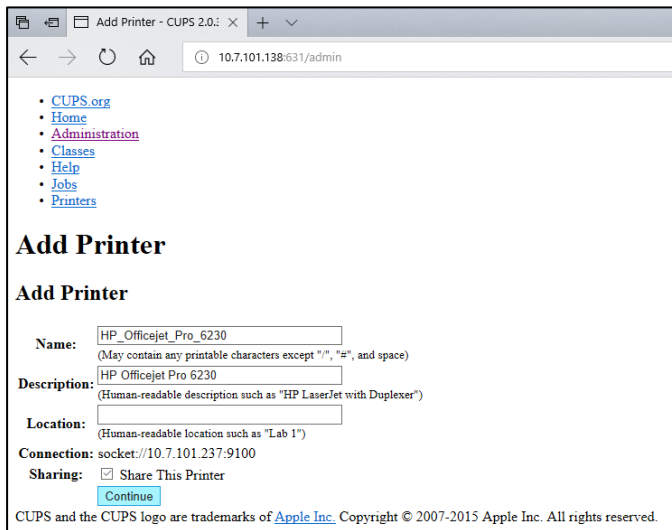 Add Printer - CUPS 2.0.:
10.7.101.138:631/admin
CUPS.org
Home
Administration
Classes
Help
Jobs
Printers
Add Printer
Add Printer
Name: HP_Officejet_Pro_6230
(May contain any printable characters except "/", "#", and space)
Description: HP Officejet Pro 6230
(Human-readable description such as "HP LaserJet with Duplexer")
Location:
(Human-readable location such as "Lab 1")
Connection: socket://10.7.101.237:9100
Sharing: Share This Printer
Continue
CUPS and the CUPS logo are trademarks of Apple Inc. Copyright © 2007-2015 Apple Inc. All rights reserved.